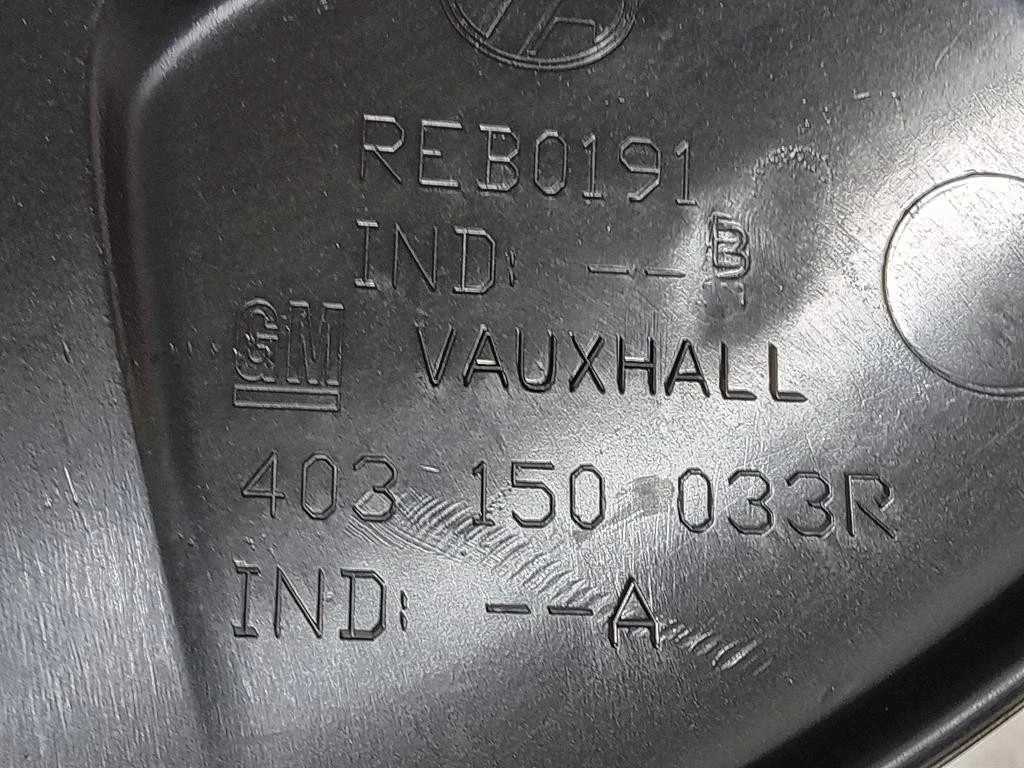 REB0191
IND: --B
GM VAUXHALL
403 150 033R
IND: --A